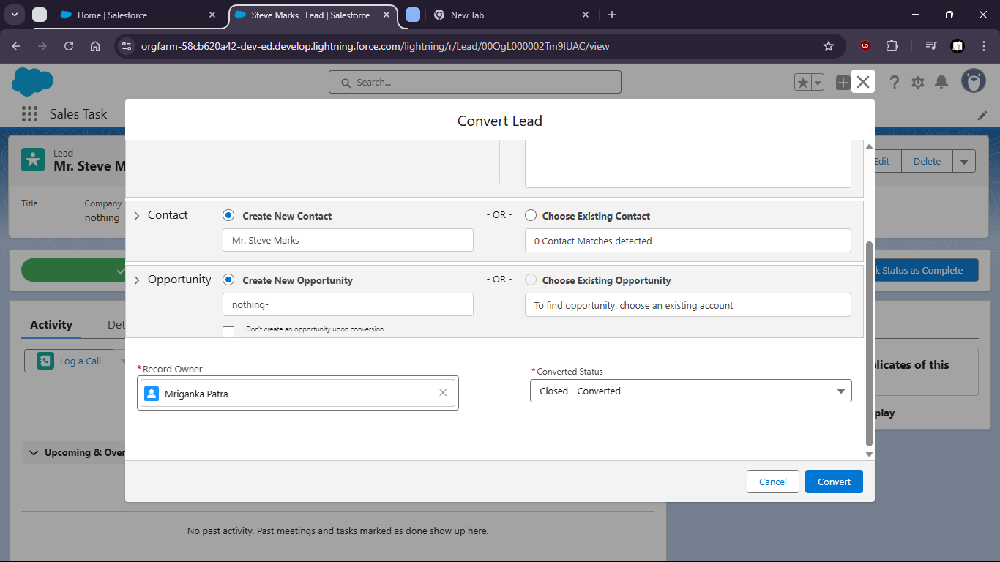 Home | Salesforce
Steve Marks | Lead | Salesforce
New Tab
orgfarm-58cb620a42-dev-ed.develop.lightning.force.com/lightning/r/Lead/00QgL000002Tm9IUAC/view
UD
Search...
Sales Task
Convert Lead
Lead
Mr. Steve M
Edit
Delete
Title
Company
nothing
Contact
Create New Contact
- OR -
Choose Existing Contact
Mr. Steve Marks
0 Contact Matches detected
Opportunity
Create New Opportunity
- OR -
Choose Existing Opportunity
nothing-
To find opportunity, choose an existing account
Don't create an opportunity upon conversion
k Status as Complete
Activity
Det
Log a Call
* Record Owner
Mriganka Patra
* Converted Status
Closed - Converted
licates of this
play
Upcoming & Over
Cancel
Convert
No past activity. Past meetings and tasks marked as done show up here.